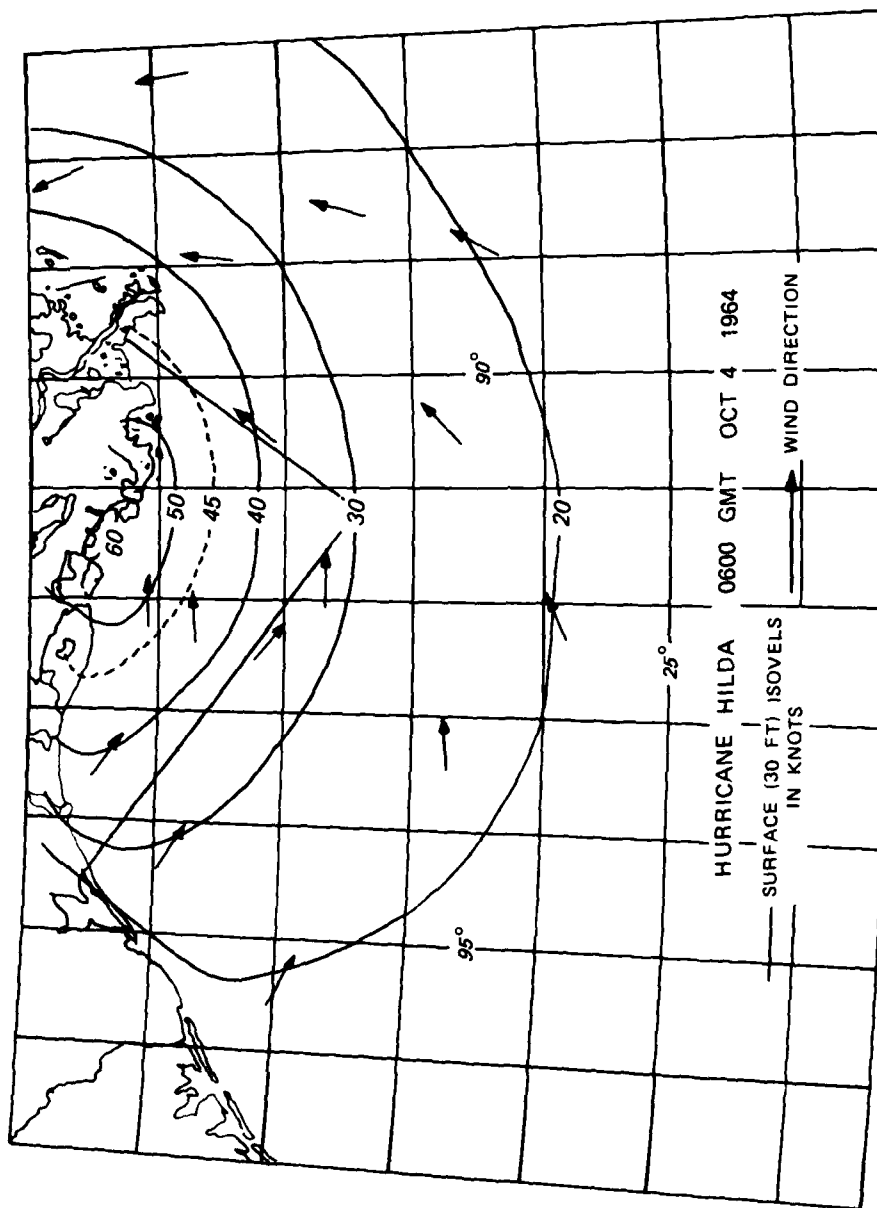 60
50
45
40
30
20
90°
95°
25°
HURRICANE HILDA 0600 GMT OCT 4 1964
SURFACE (30 FT) ISOVELS
IN KNOTS
WIND DIRECTION